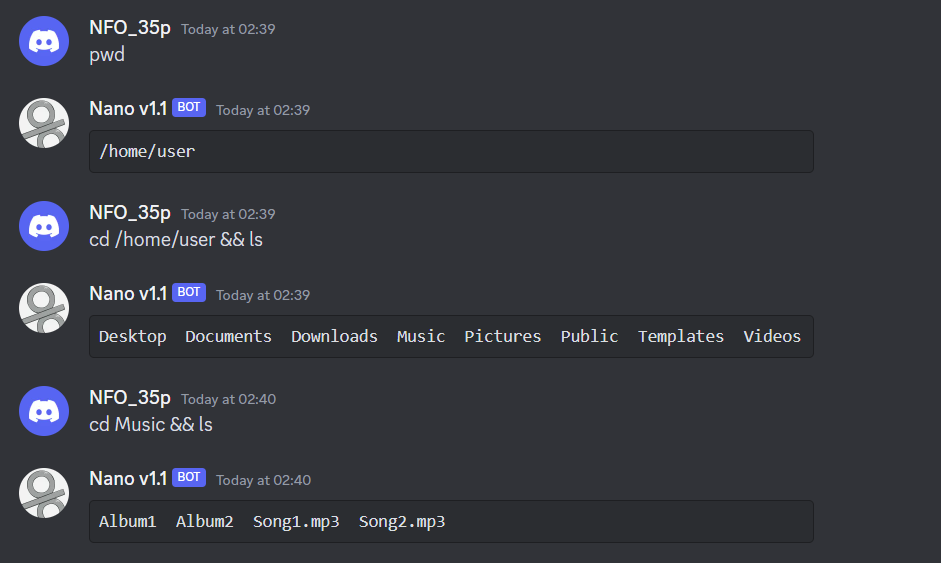 NFO_35p Today at 02:39
pwd
Nano v1.1 BOT Today at 02:39
/home/user
NFO_35p Today at 02:39
cd /home/user && ls
Nano v1.1 BOT Today at 02:39
Desktop  Documents  Downloads  Music  Pictures  Public  Templates  Videos
NFO_35p Today at 02:40
cd Music && ls
Nano v1.1 BOT Today at 02:40
Album1  Album2  Song1.mp3  Song2.mp3